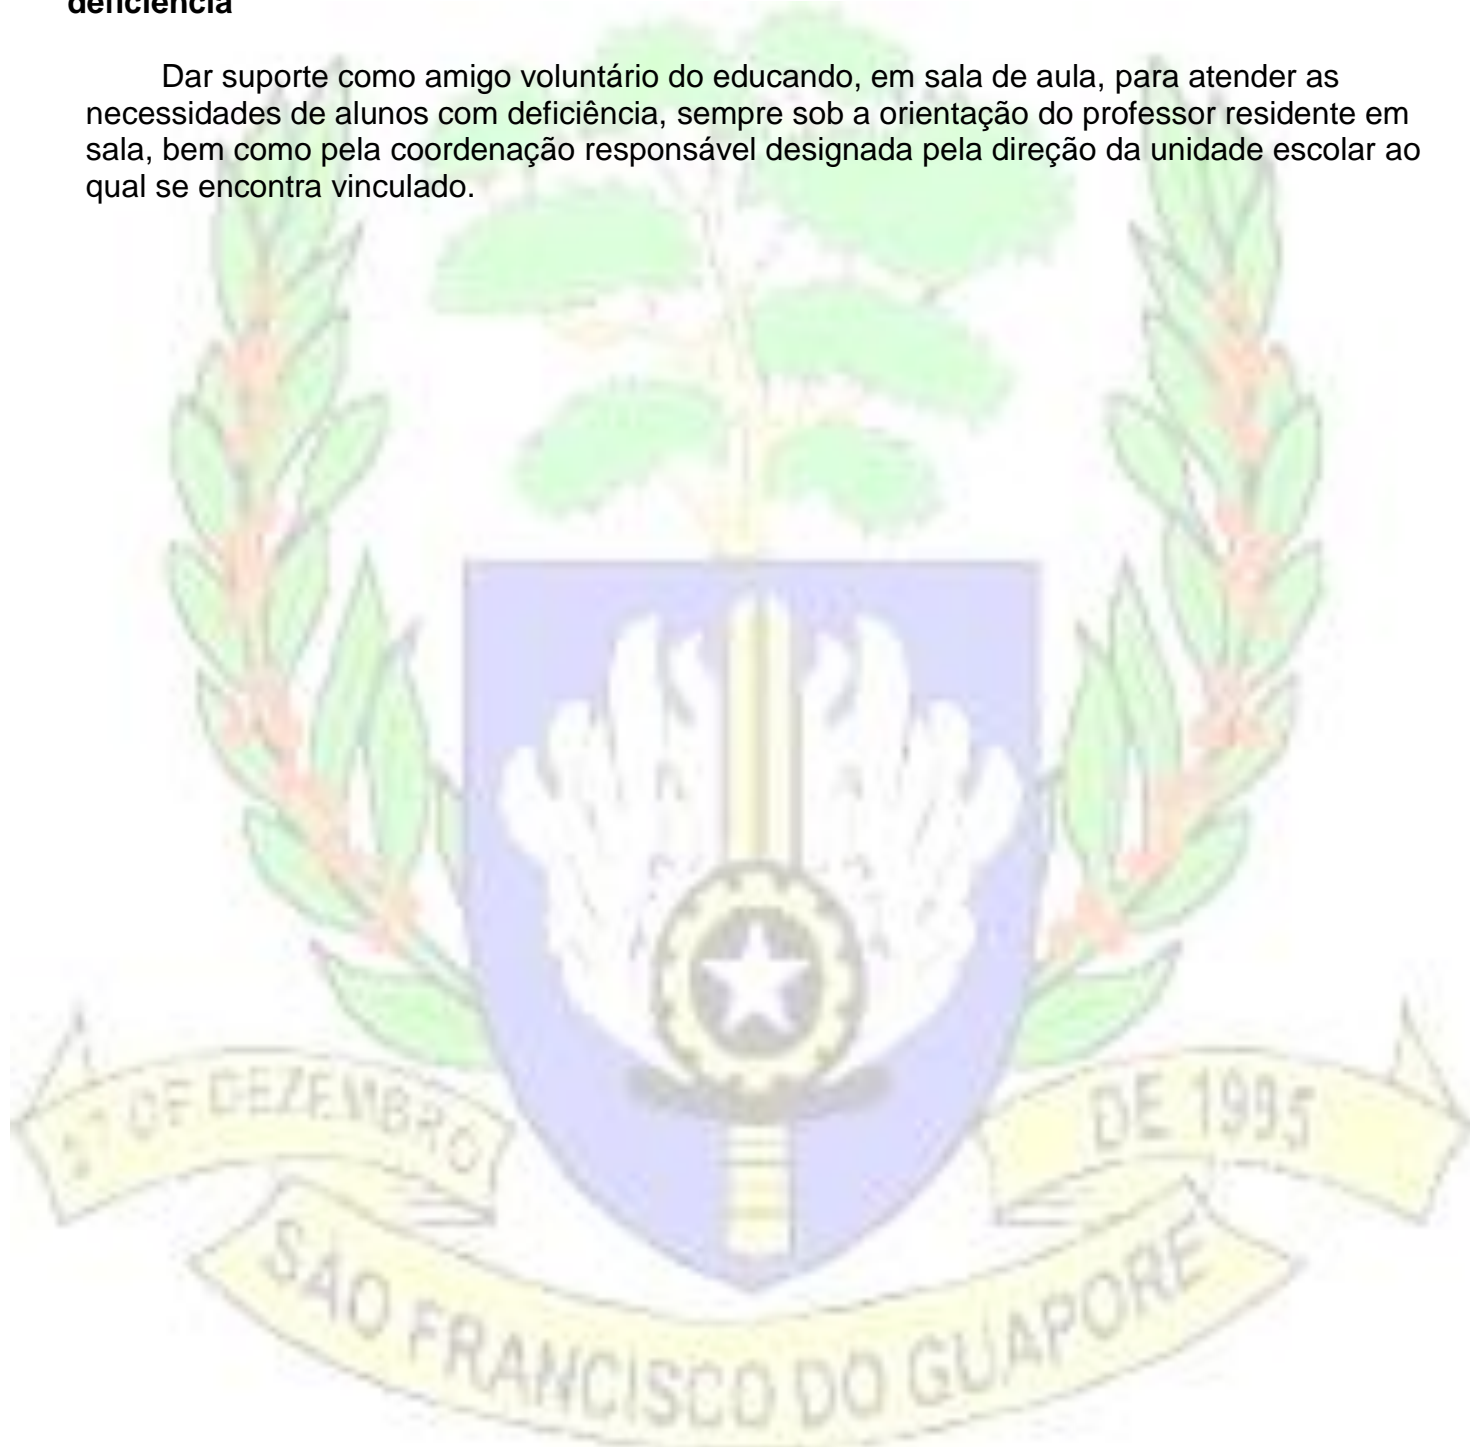 deficiência
Dar suporte como amigo voluntário do educando, em sala de aula, para atender as
necessidades de alunos com deficiência, sempre sob a orientação do professor residente em
sala, bem como pela coordenação responsável designada pela direção da unidade escolar ao
qual se encontra vinculado.
DE DEZEMBRO
DE 1995
SÃO FRANCISCO DO GUAPORÉ